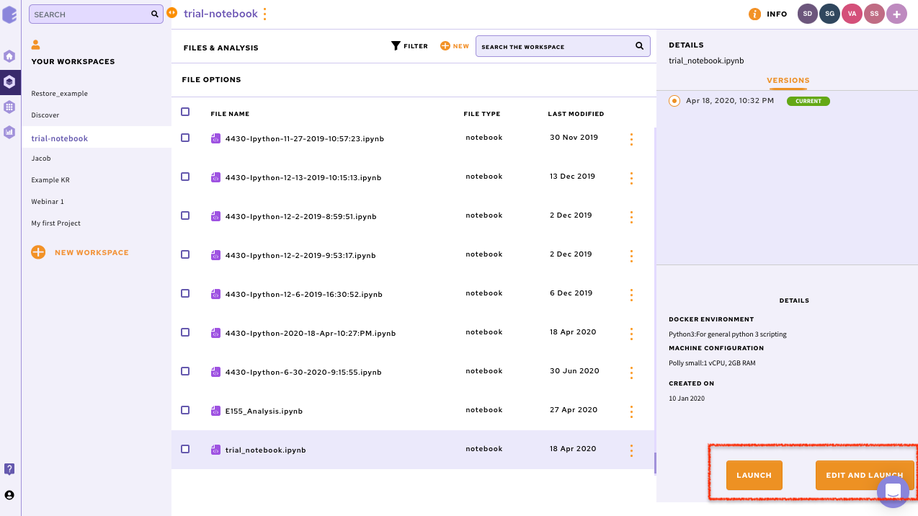 SEARCH
trial-notebook
INFO
SD
SG
VA
SS
YOUR WORKSPACES
Restore_example
Discover
trial-notebook
Jacob
Example KR
Webinar 1
My first Project
NEW WORKSPACE
FILES & ANALYSIS
FILTER
NEW
SEARCH THE WORKSPACE
FILE OPTIONS
FILE NAME FILE TYPE LAST MODIFIED
4430-Ipython-11-27-2019-10:57:23.ipynb notebook 30 Nov 2019
4430-Ipython-12-13-2019-10:15:13.ipynb notebook 13 Dec 2019
4430-Ipython-12-2-2019-8:59:51.ipynb notebook 2 Dec 2019
4430-Ipython-12-2-2019-9:53:17.ipynb notebook 2 Dec 2019
4430-Ipython-12-6-2019-16:30:52.ipynb notebook 6 Dec 2019
4430-Ipython-2020-18-Apr-10:27:PM.ipynb notebook 18 Apr 2020
4430-Ipython-6-30-2020-9:15:55.ipynb notebook 30 Jun 2020
E155_Analysis.ipynb notebook 27 Apr 2020
trial_notebook.ipynb notebook 18 Apr 2020
DETAILS
trial_notebook.ipynb
VERSIONS
Apr 18, 2020, 10:32 PM CURRENT
DETAILS
DOCKER ENVIRONMENT
Python3:For general python 3 scripting
MACHINE CONFIGURATION
Polly small:1 vCPU, 2GB RAM
CREATED ON
10 Jan 2020
LAUNCH
EDIT AND LAUNCH